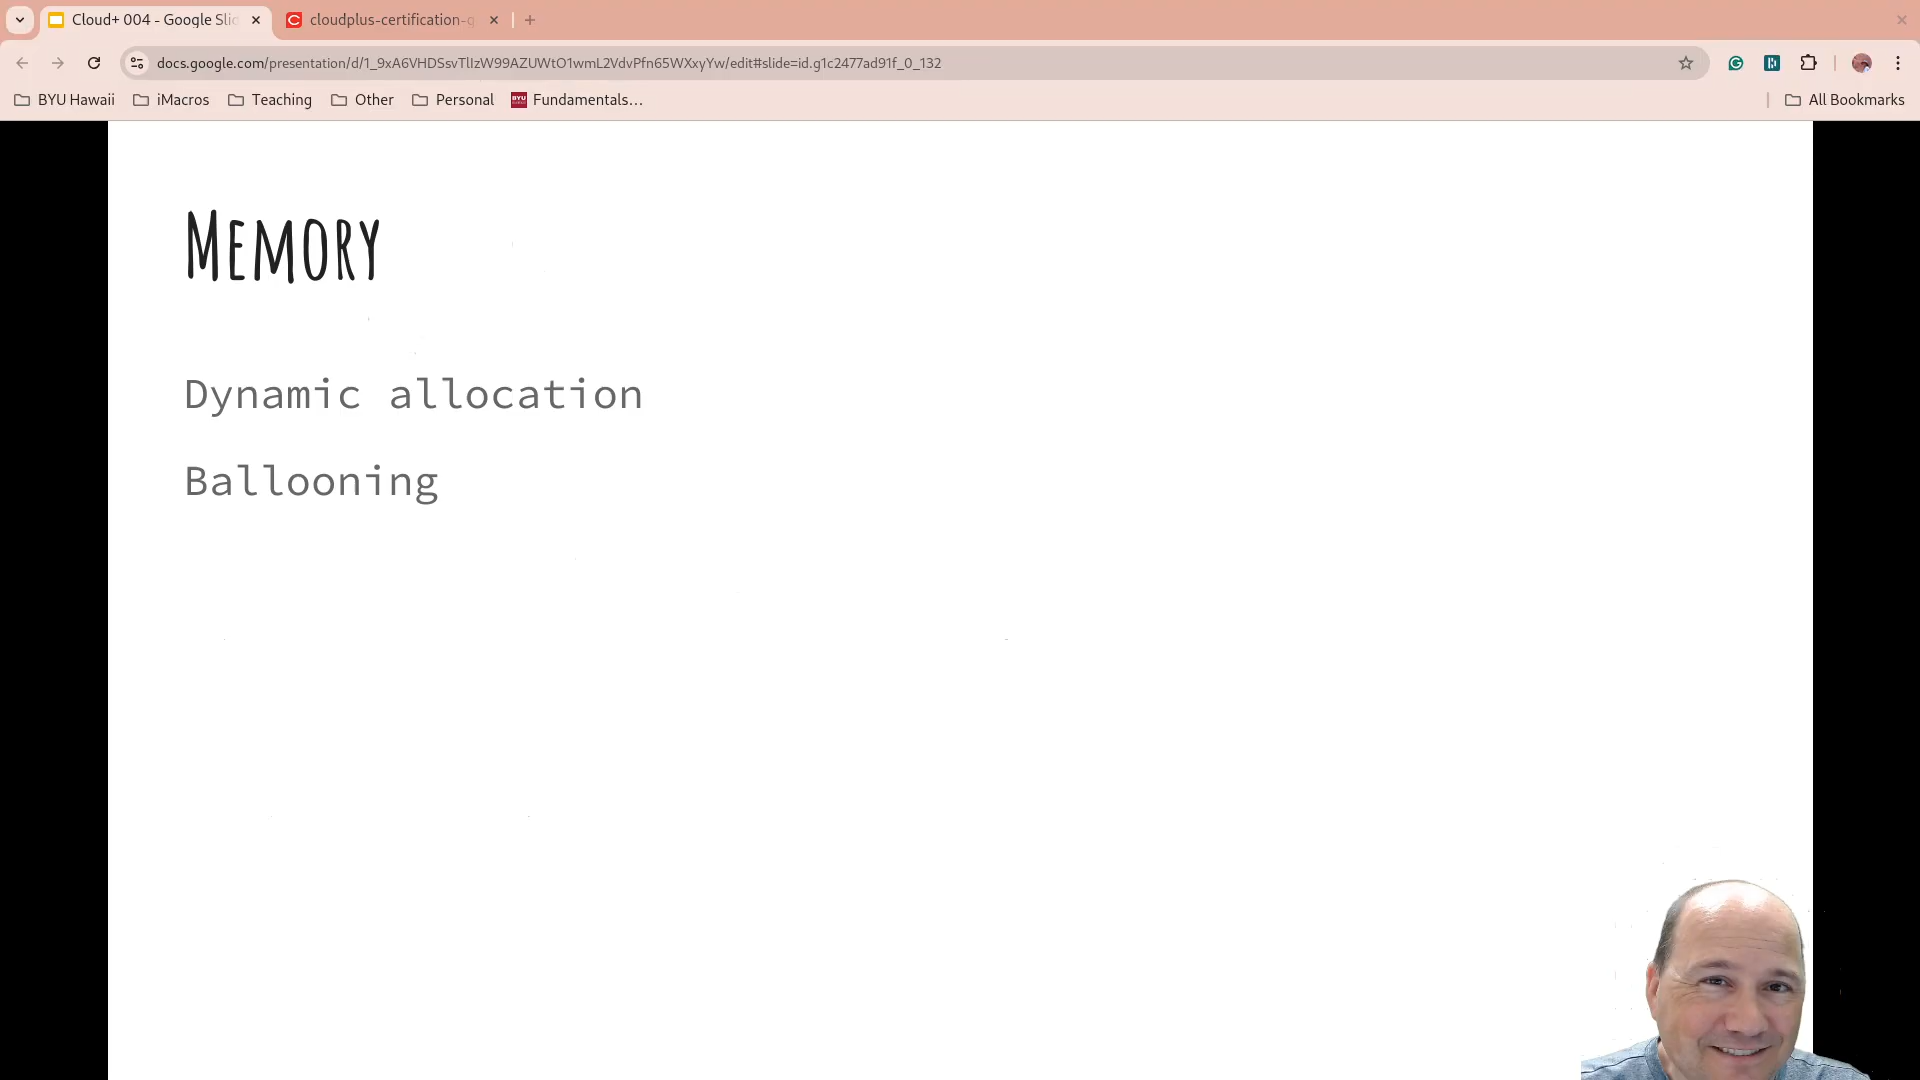 Cloud+ 004 - Google Slid
cloudplus-certification-q
docs.google.com/presentation/d/1_9xA6VHDSsvTlIzW99AZUWtO1wmL2VdvPfn65WXxyYw/edit#slide=id.g1c2477ad91f_0_132
BYU Hawaii
iMacros
Teaching
Other
Personal
Fundamentals…
All Bookmarks
Memory
Dynamic allocation
Ballooning